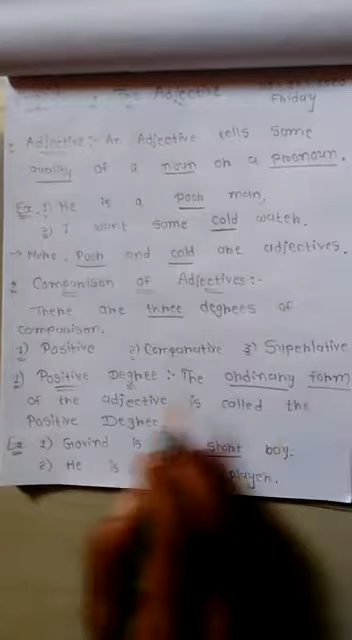 The Adjective
Friday
Adjective :- An Adjective tells some
quality of a noun or a pronoun.
Ex. 1) He is a poor man.
2) I want some cold water.
→ Here, Poor and cold are adjectives.
* Comparison of Adjectives :-
There are three degrees of
comparison.
1) Positive 2) Comparative 3) Superlative
1) Positive Degree :- The ordinary form
of the adjective is called the
Positive Degree.
Ex 1) Govind is short boy.
2) He is player.